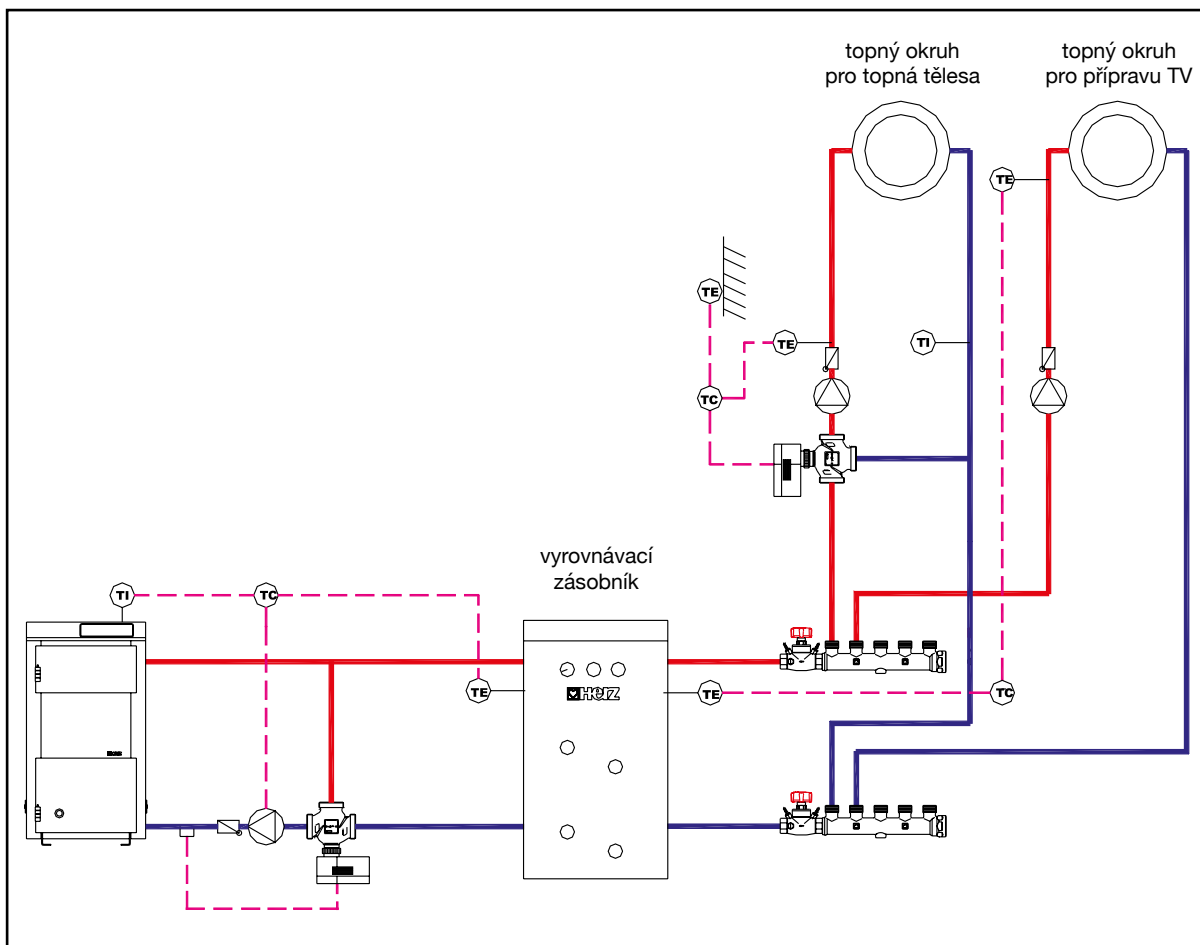 topný okruh
pro topná tělesa
topný okruh
pro přípravu TV
TE
TE
TE
TI
TC
vyrovnávací
zásobník
TI
TC
TE
HERZ
TE
TC